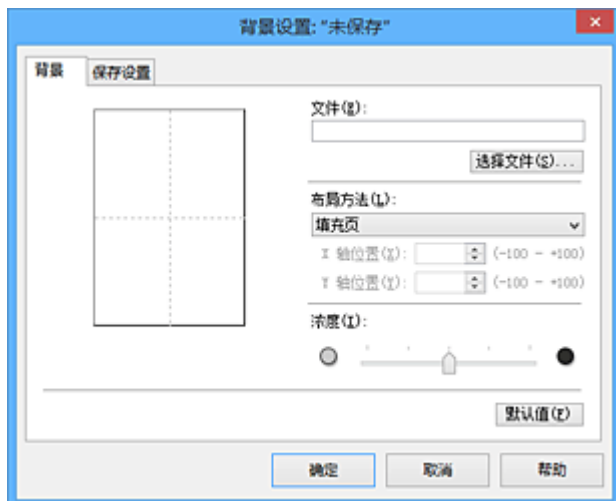 背景设置: "未保存"
背景 保存设置
文件(E):
选择文件(S)...
布局方法(L):
填充页
X 轴位置(X): (-100 - +100)
Y 轴位置(Y): (-100 - +100)
浓度(I):
默认值(F)
确定 取消 帮助